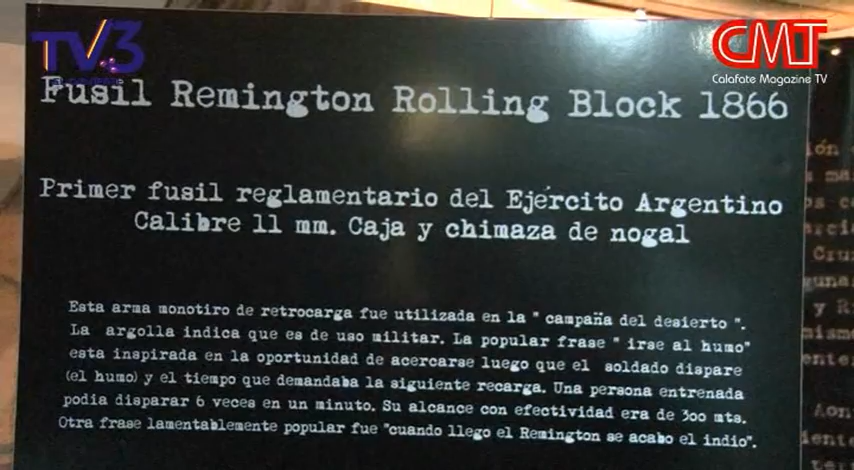 TV3
CMT
Calafate Magazine TV
Fusil Remington Rolling Block 1866
Primer fusil reglamentario del Ejército Argentino
Calibre 11 mm. Caja y chimaza de nogal
Esta arma monotiro de retrocarga fue utilizada en la " campaña del desierto ".
La argolla indica que es de uso militar. La popular frase " irse al humo"
esta inspirada en la oportunidad de acercarse luego que el soldado dispare
(el humo) y el tiempo que demandaba la siguiente recarga. Una persona entrenada
podia disparar 6 veces en un minuto. Su alcance con efectividad era de 300 mts.
Otra frase lamentablemente popular fue "cuando llego el Remington se acabo el indio".